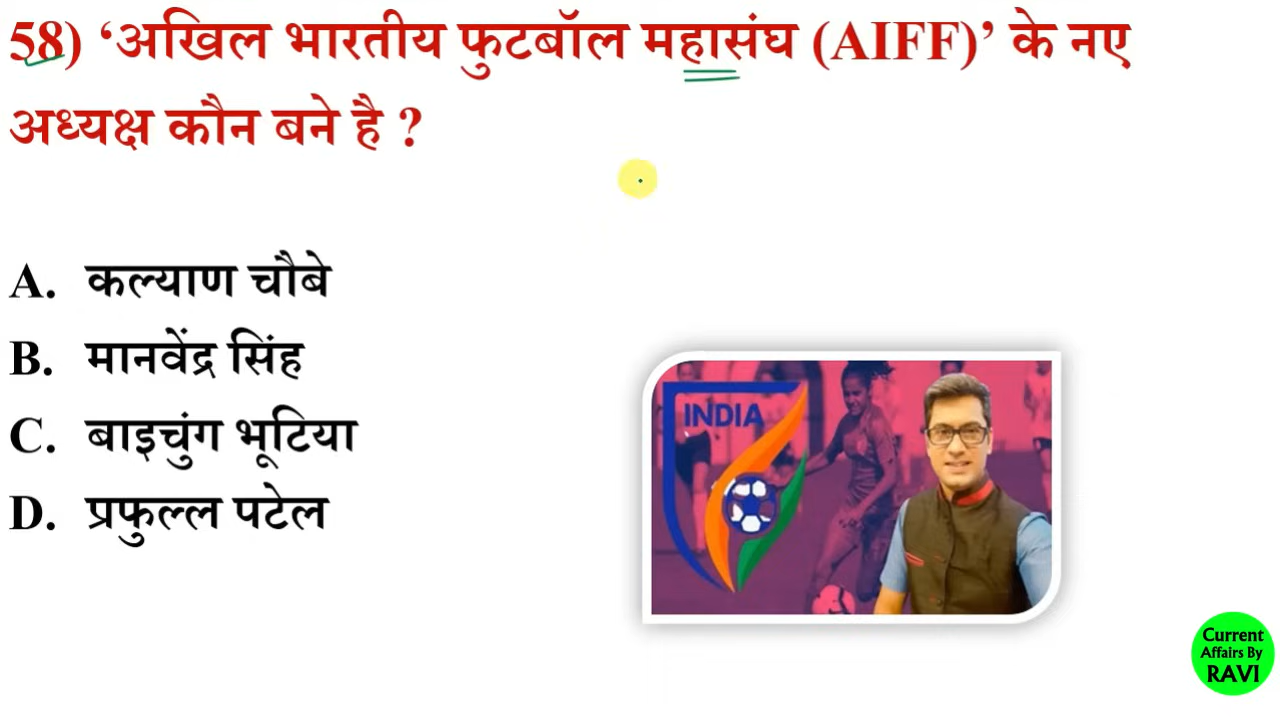 58) ‘अखिल भारतीय फुटबॉल महासंघ (AIFF)’ के नए
अध्यक्ष कौन बने है ?
A. कल्याण चौबे
B. मानवेंद्र सिंह
C. बाइचुंग भूटिया
D. प्रफुल्ल पटेल
INDIA
Current
Affairs By
RAVI